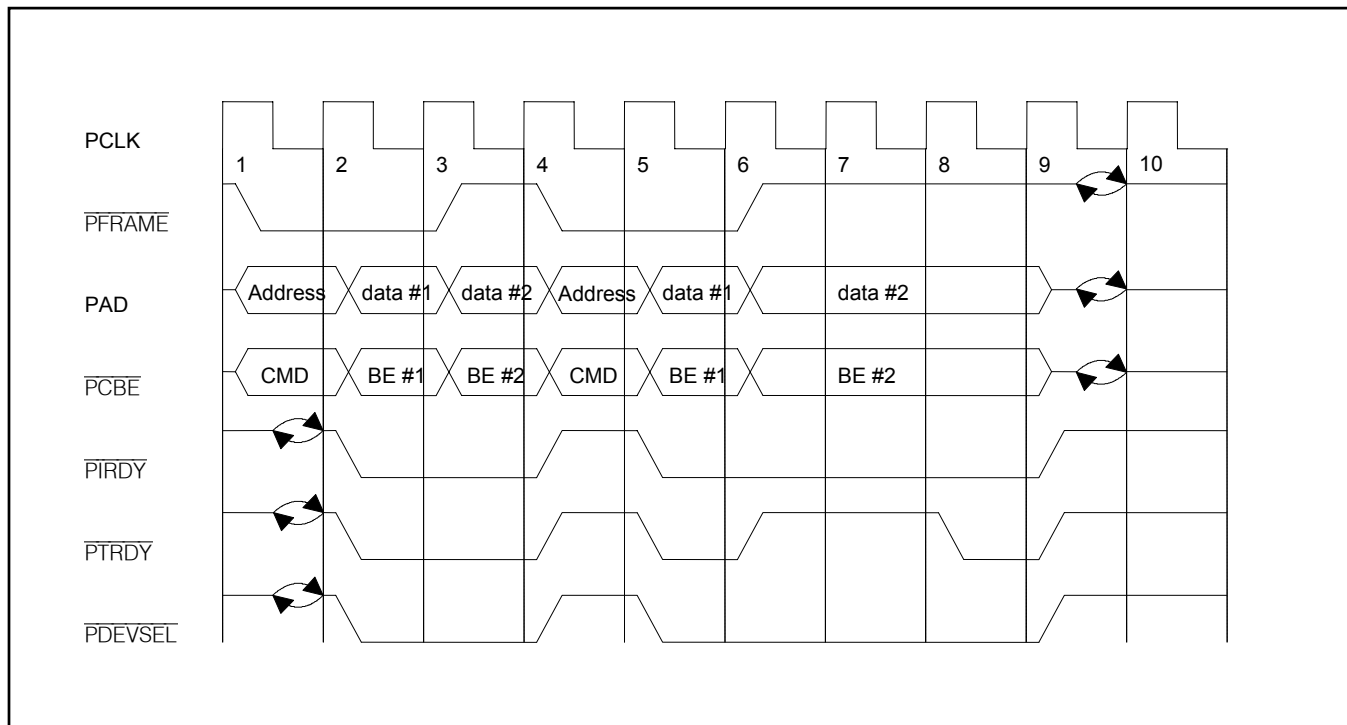 PCLK
1 2 3 4 5 6 7 8 9 10
PFRAME
PAD
Address data #1 data #2 Address data #1 data #2
PCBE
CMD BE #1 BE #2 CMD BE #1 BE #2
PIRDY
PTRDY
PDEVSEL